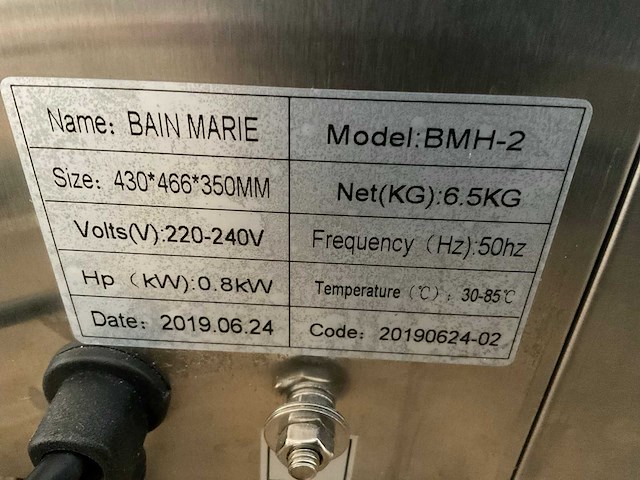 Name: BAIN MARIE
Model:BMH-2
Size: 430*466*350MM
Net(KG):6.5KG
Volts(V):220-240V
Frequency (Hz):50hz
Hp (kW):0.8kW
Temperature (℃): 30-85℃
Date: 2019.06.24
Code: 20190624-02